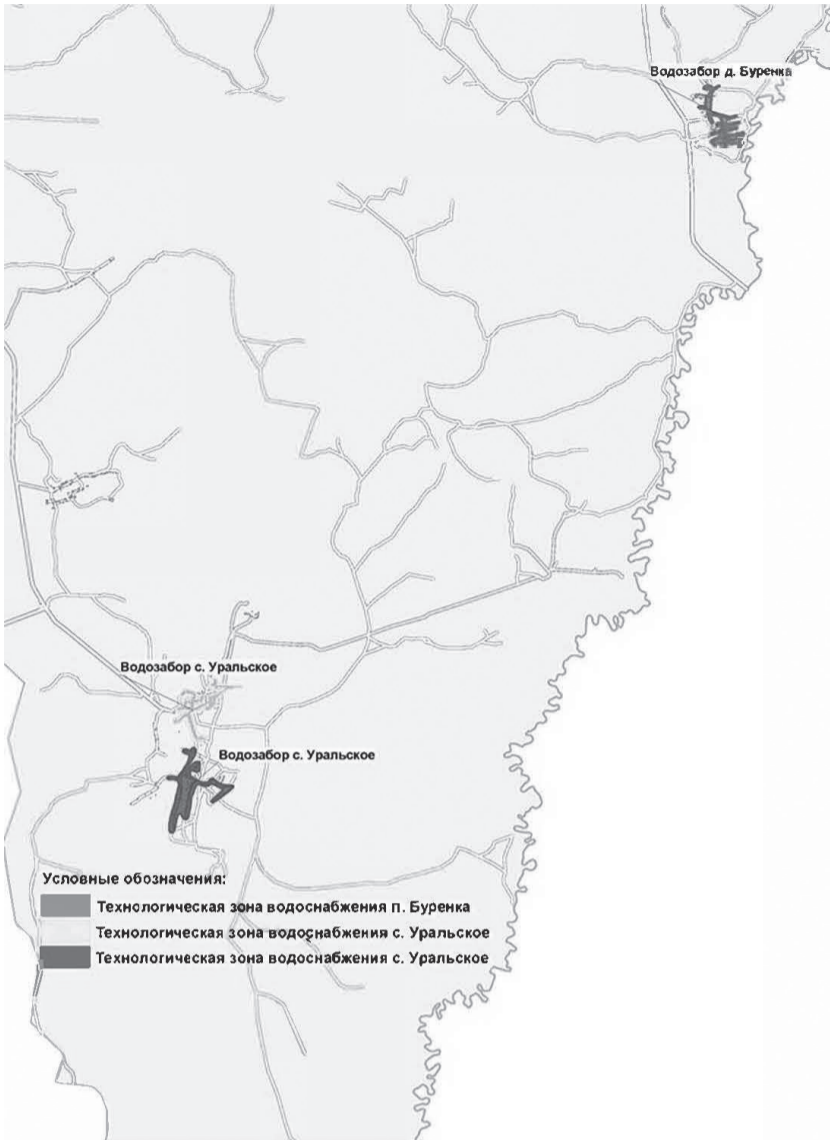 Водозабор д. Буренка
Водозабор с. Уральское
Водозабор с. Уральское
Условные обозначения:
Технологическая зона водоснабжения п. Буренка
Технологическая зона водоснабжения с. Уральское
Технологическая зона водоснабжения с. Уральское